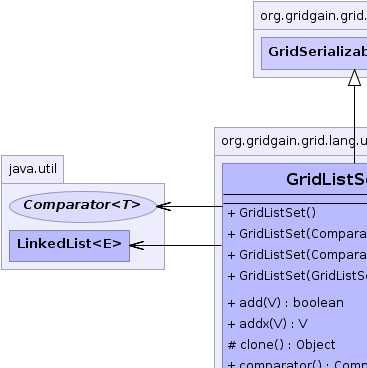 org.gridgain.grid.
GridSerializab
org.gridgain.grid.lang.u
java.util
GridListSe
Comparator<T>
LinkedList<E>
+ GridListSet()
+ GridListSet(Compara
+ GridListSet(Compara
+ GridListSet(GridListSe
+ add(V) : boolean
+ addx(V) : V
# clone() : Object
+ comparator() : Comp